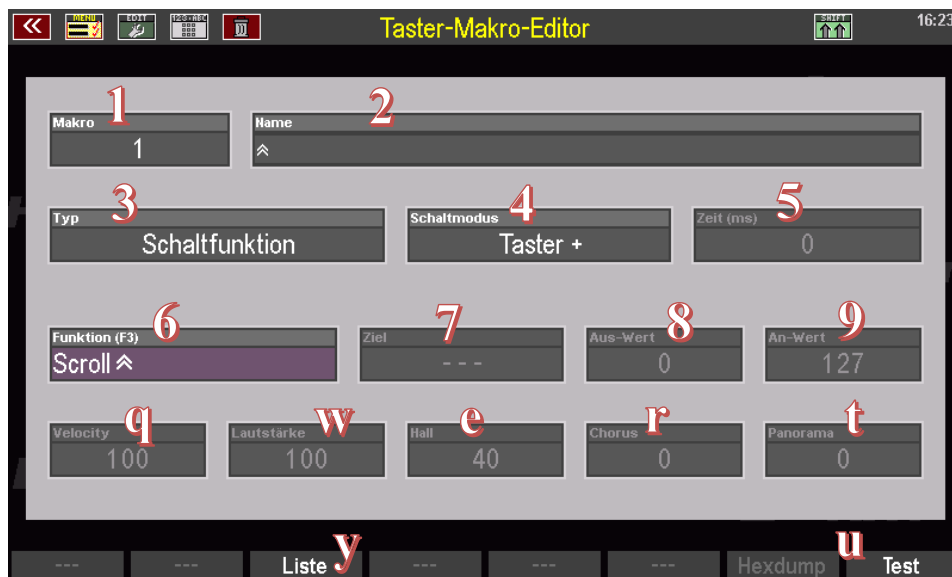 MENU EDIT 123·ABC Taster-Makro-Editor SHIFT 16:23
1 2
Makro Name
1
3 4 5
Typ Schaltmodus Zeit (ms)
Schaltfunktion Taster + 0
6 7 8 9
Funktion (F3) Ziel Aus-Wert An-Wert
Scroll --- 0 127
q w e r t
Velocity Lautstärke Hall Chorus Panorama
100 100 40 0 0
y u
--- --- Liste --- --- --- Hexdump Test